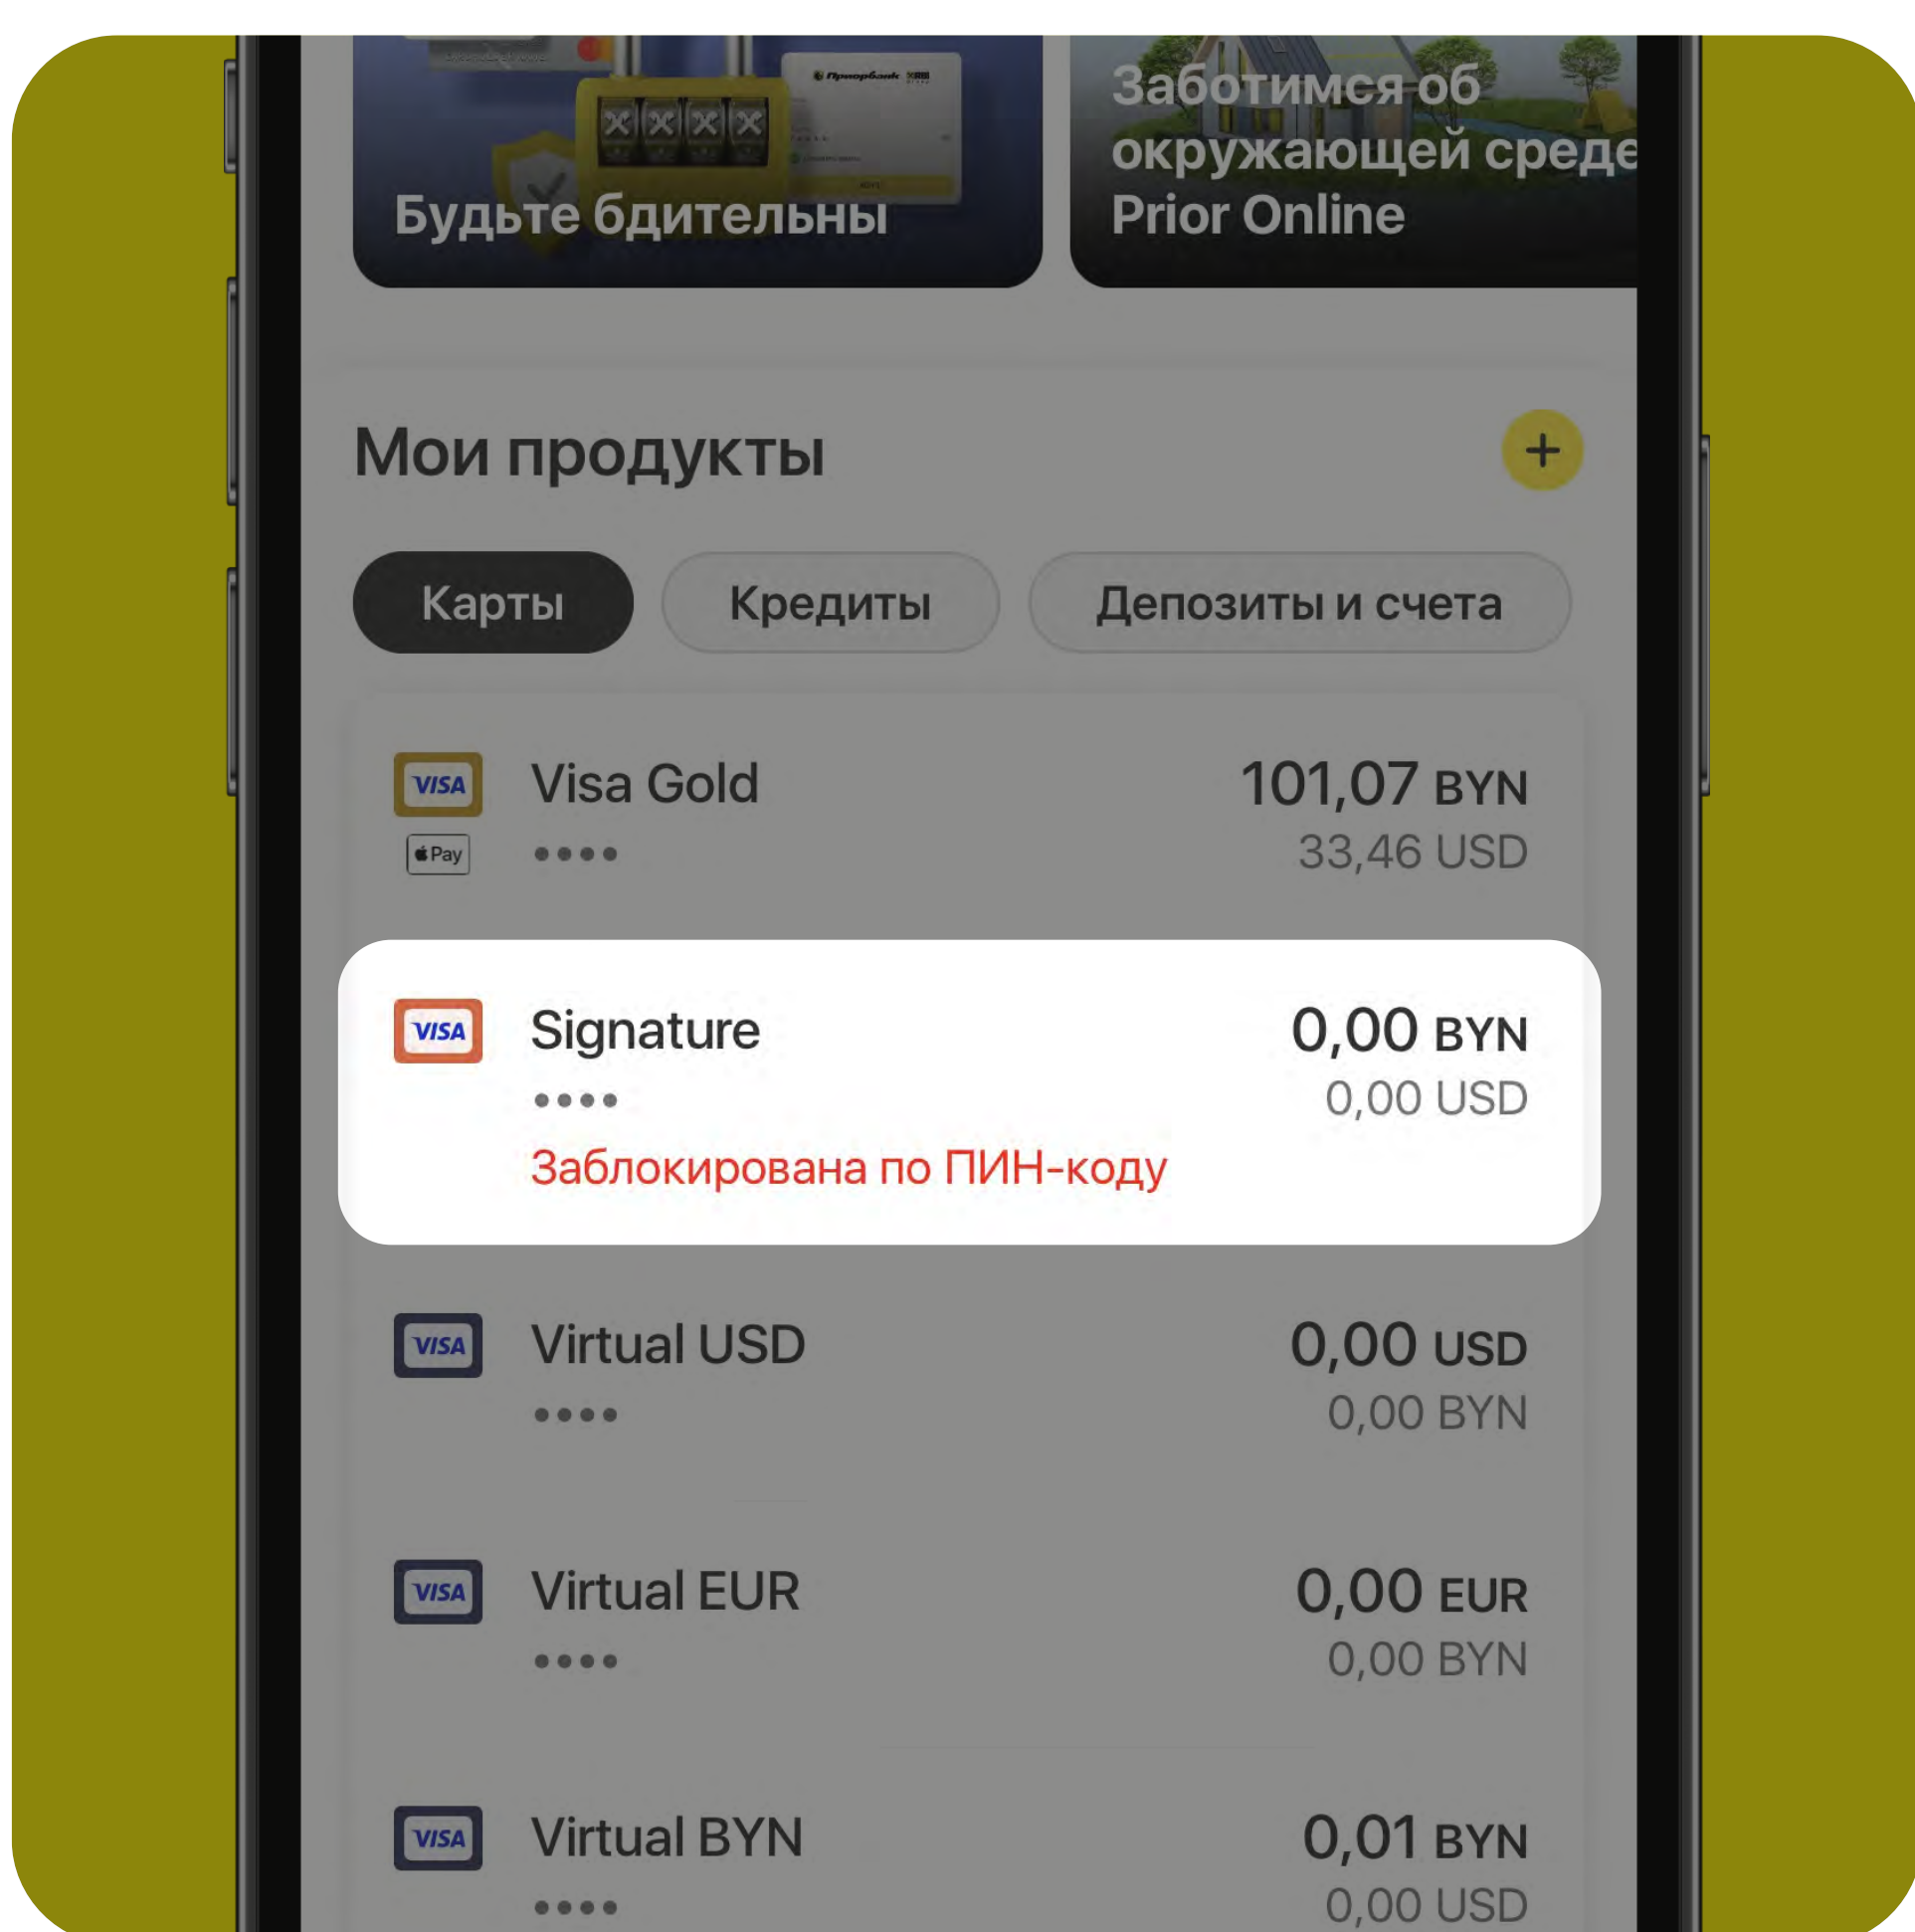 Приорбанк
Будьте бдительны
Заботимся об
окружающей среде
Prior Online
Мои продукты
+
Карты
Кредиты
Депозиты и счета
VISA
Visa Gold
101,07 BYN
Pay
••••
33,46 USD
VISA
Signature
0,00 BYN
••••
0,00 USD
Заблокирована по ПИН-коду
VISA
Virtual USD
0,00 USD
••••
0,00 BYN
VISA
Virtual EUR
0,00 EUR
••••
0,00 BYN
VISA
Virtual BYN
0,01 BYN
••••
0,00 USD